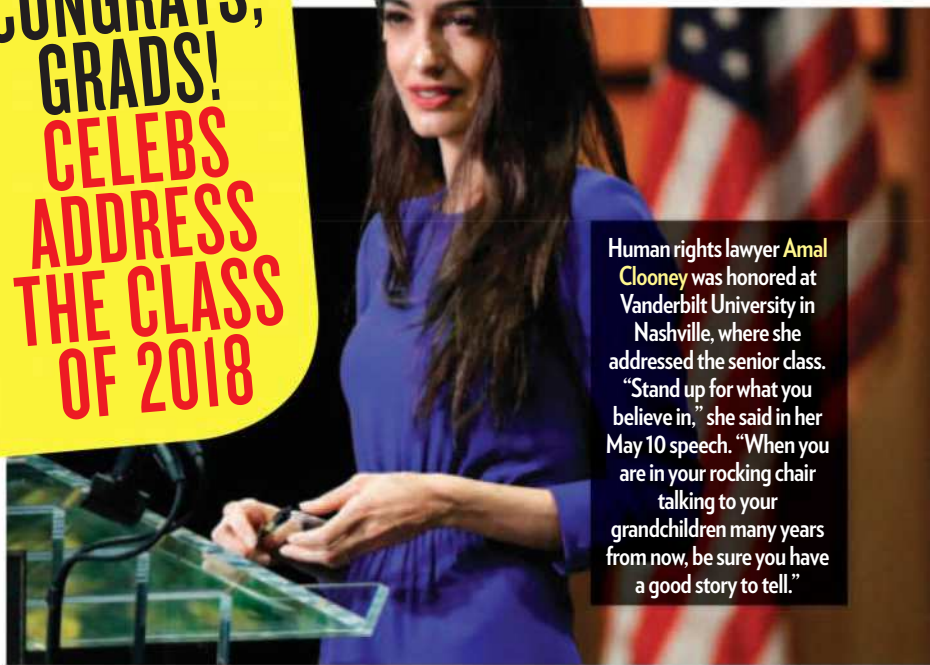 CONGRATS,
GRADS!
CELEBS
ADDRESS
THE CLASS
OF 2018
Human rights lawyer Amal
Clooney was honored at
Vanderbilt University in
Nashville, where she
addressed the senior class.
“Stand up for what you
believe in,” she said in her
May 10 speech. “When you
are in your rocking chair
talking to your
grandchildren many years
from now, be sure you have
a good story to tell.”